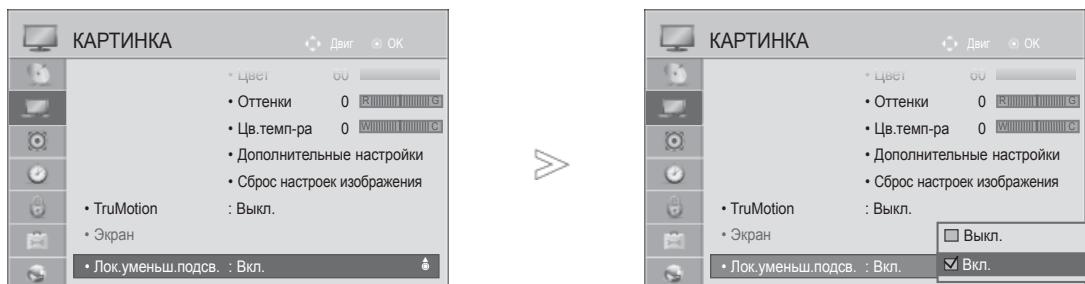 КАРТИНКА Двиг ОК
• Цвет 60
• Оттенки 0 R G
• Цв.темп-ра 0 W C
• Дополнительные настройки
• Сброс настроек изображения
• TruMotion : Выкл.
• Экран
• Лок.уменьш.подсв. : Вкл.
КАРТИНКА Двиг ОК
• Цвет 60
• Оттенки 0 R G
• Цв.темп-ра 0 W C
• Дополнительные настройки
• Сброс настроек изображения
• TruMotion : Выкл.
• Экран
Выкл.
• Лок.уменьш.подсв. : Вкл.
Вкл.